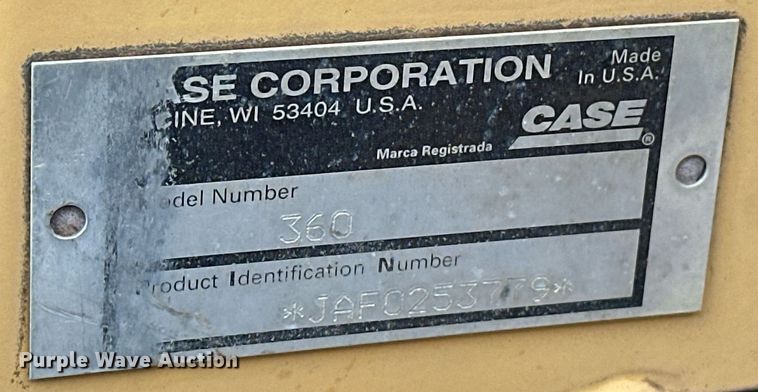 ASE CORPORATION
Made
In U.S.A.
CINE, WI 53404 U.S.A.
CASE
®
Marca Registrada
odel Number
360
roduct Identification Number
*JAF0253779*
Purple Wave Auction